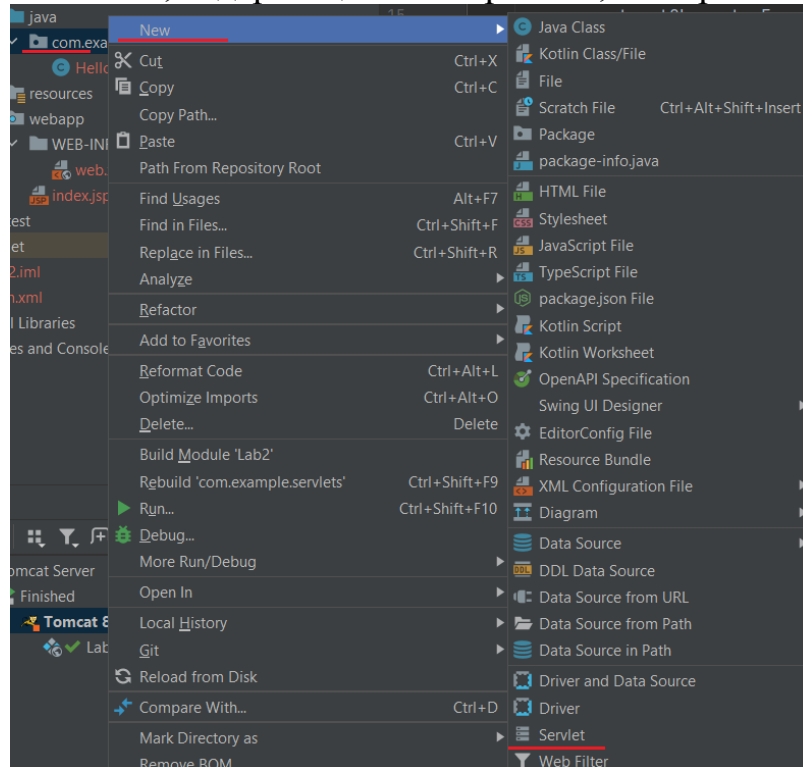 15
java
com.exa
Hello
resources
webapp
WEB-INF
web.
index.jsp
est
et
2.iml
n.xml
l Libraries
es and Console
omcat Server
Finished
Tomcat 8
Lab
New
Cut Ctrl+X
Copy Ctrl+C
Copy Path...
Paste Ctrl+V
Path From Repository Root
Find Usages Alt+F7
Find in Files... Ctrl+Shift+F
Replace in Files... Ctrl+Shift+R
Analyze
Refactor
Add to Favorites
Reformat Code Ctrl+Alt+L
Optimize Imports Ctrl+Alt+O
Delete... Delete
Build Module 'Lab2'
Rebuild 'com.example.servlets' Ctrl+Shift+F9
Run... Ctrl+Shift+F10
Debug...
More Run/Debug
Open In
Local History
Git
Reload from Disk
Compare With... Ctrl+D
Mark Directory as
Remove BOM
Java Class
Kotlin Class/File
File
Scratch File Ctrl+Alt+Shift+Insert
Package
package-info.java
HTML File
Stylesheet
JavaScript File
TypeScript File
package.json File
Kotlin Script
Kotlin Worksheet
OpenAPI Specification
Swing UI Designer
EditorConfig File
Resource Bundle
XML Configuration File
Diagram
Data Source
DDL Data Source
Data Source from URL
Data Source from Path
Data Source in Path
Driver and Data Source
Driver
Servlet
Web Filter